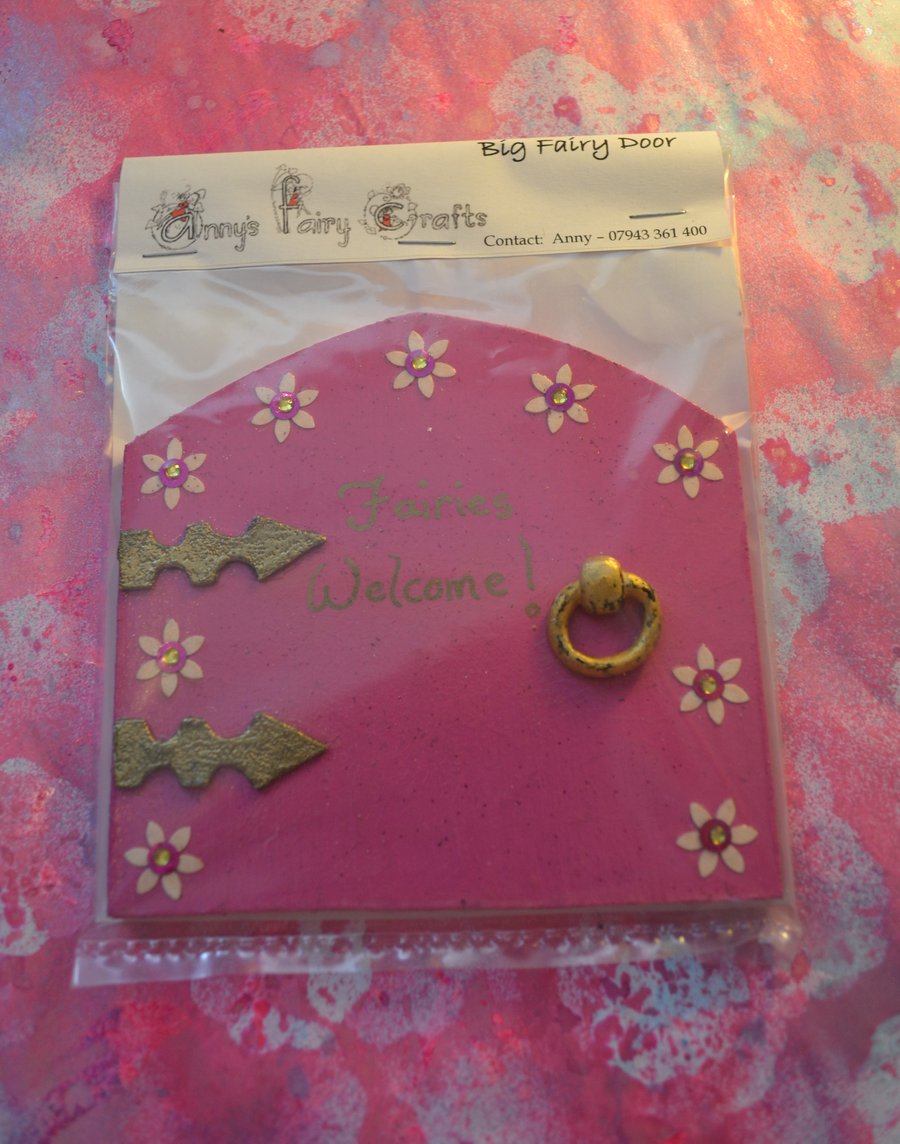 Big Fairy Door
Anny's Fairy Crafts
Contact: Anny – 07943 361 400
Fairies
Welcome!